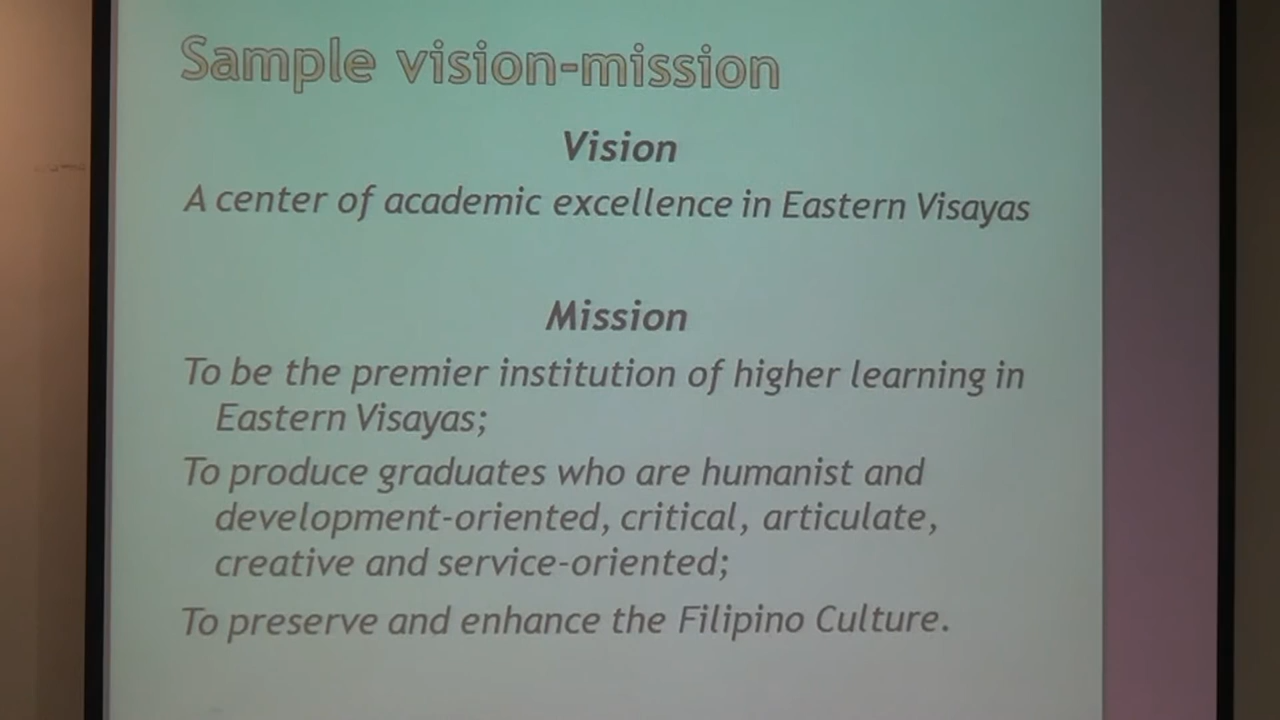 Sample vision-mission
Vision
A center of academic excellence in Eastern Visayas
Mission
To be the premier institution of higher learning in
Eastern Visayas;
To produce graduates who are humanist and
development-oriented, critical, articulate,
creative and service-oriented;
To preserve and enhance the Filipino Culture.